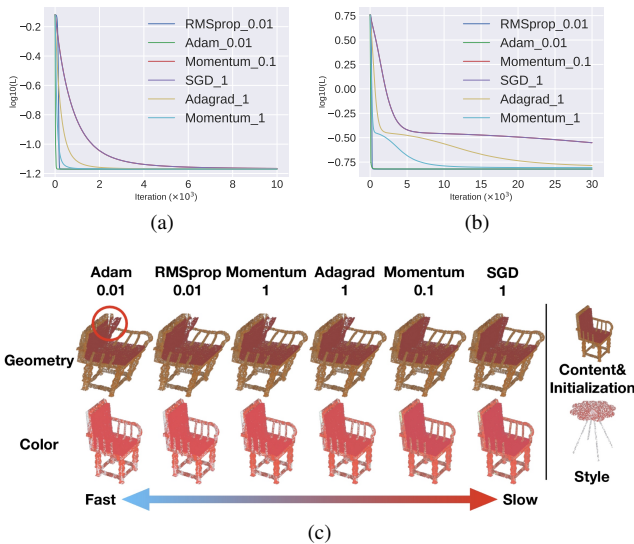 log10(L)
−0.2
−0.4
−0.6
−0.8
−1.0
−1.2
0
2
4
6
8
10
Iteration (×10³)
RMSprop_0.01
Adam_0.01
Momentum_0.1
SGD_1
Adagrad_1
Momentum_1
(a)
log10(L)
0.75
0.50
0.25
0.00
−0.25
−0.50
−0.75
0
5
10
15
20
25
30
Iteration (×10³)
RMSprop_0.01
Adam_0.01
Momentum_0.1
SGD_1
Adagrad_1
Momentum_1
(b)
Adam RMSprop Momentum Adagrad Momentum SGD
0.01 0.01 1 1 0.1 1
Geometry
Color
Content&
Initialization
Style
Fast
Slow
(c)